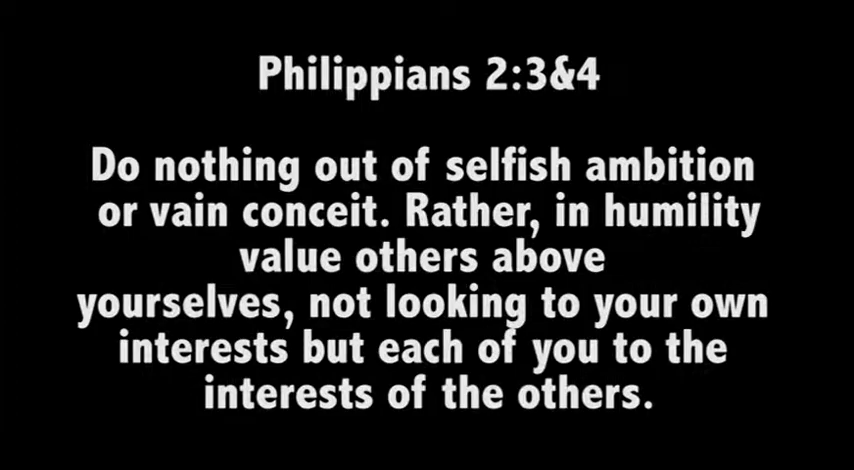 Philippians 2:3&4
Do nothing out of selfish ambition
or vain conceit. Rather, in humility
value others above
yourselves, not looking to your own
interests but each of you to the
interests of the others.